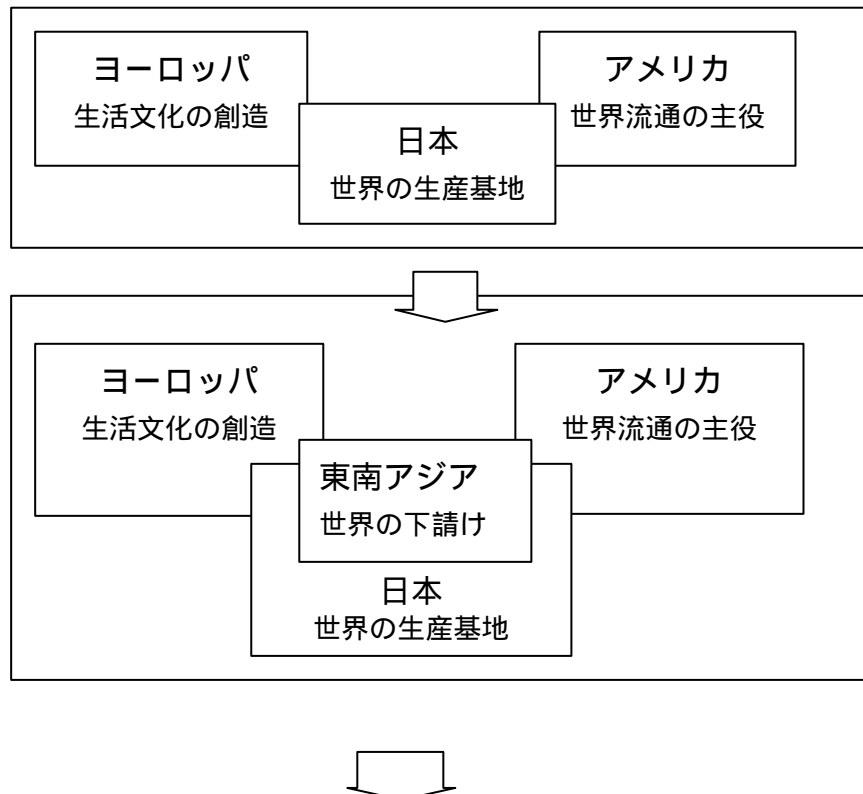 ヨーロッパ
生活文化の創造
アメリカ
世界流通の主役
日本
世界の生産基地
ヨーロッパ
生活文化の創造
アメリカ
世界流通の主役
東南アジア
世界の下請け
日本
世界の生産基地